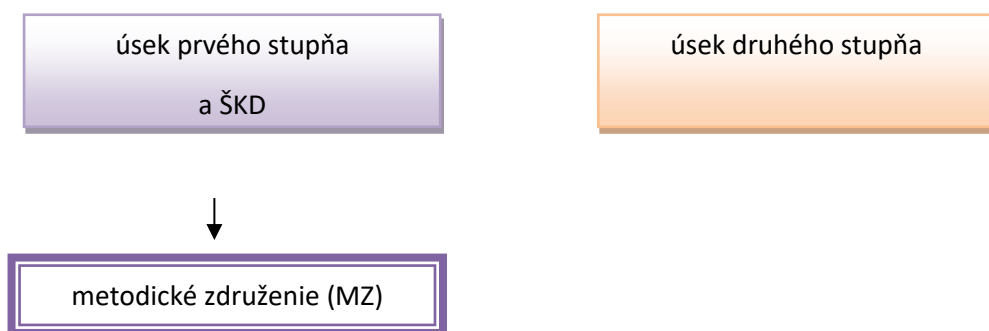 úsek prvého stupňa
a ŠKD
úsek druhého stupňa
metodické združenie (MZ)